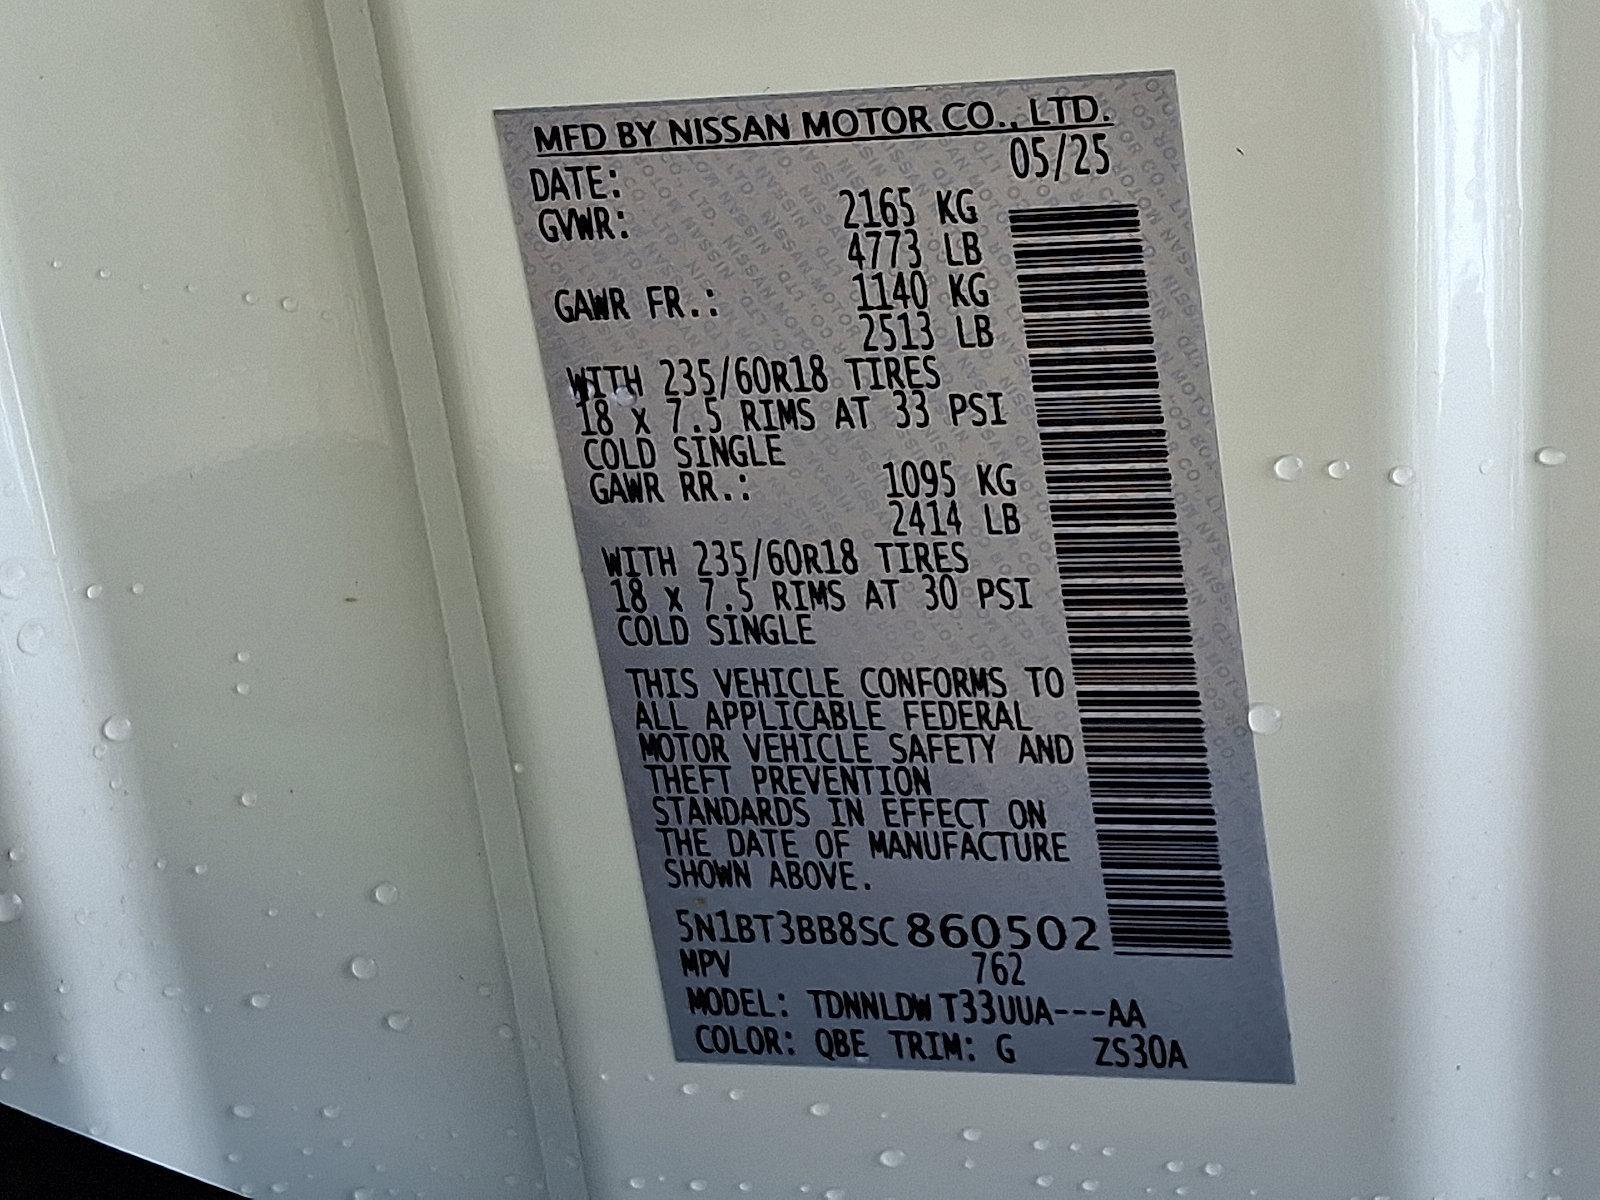 MFD BY NISSAN MOTOR CO., LTD.
DATE: 05/25
GVWR: 2165 KG
4773 LB
GAWR FR.: 1140 KG
2513 LB
WITH 235/60R18 TIRES
18 x 7.5 RIMS AT 33 PSI
COLD SINGLE
GAWR RR.: 1095 KG
2414 LB
WITH 235/60R18 TIRES
18 x 7.5 RIMS AT 30 PSI
COLD SINGLE
THIS VEHICLE CONFORMS TO
ALL APPLICABLE FEDERAL
MOTOR VEHICLE SAFETY AND
THEFT PREVENTION
STANDARDS IN EFFECT ON
THE DATE OF MANUFACTURE
SHOWN ABOVE.
5N1BT3BB8SC860502
MPV 762
MODEL: TDNNLDW T33UUA---AA
COLOR: QBE TRIM: G ZS30A